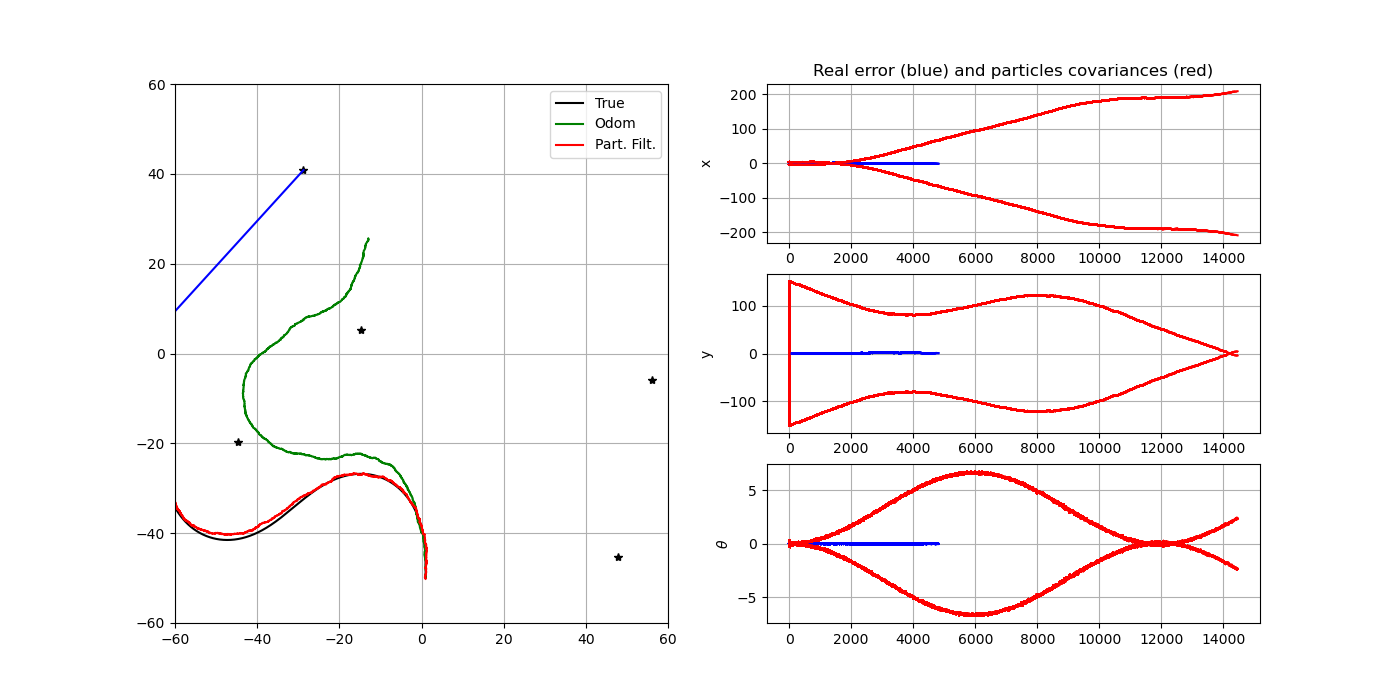 60
40
20
0
−20
−40
−60
−60 −40 −20 0 20 40 60
True
Odom
Part. Filt.
Real error (blue) and particles covariances (red)
x
200
100
0
−100
−200
0 2000 4000 6000 8000 10000 12000 14000
y
100
0
−100
0 2000 4000 6000 8000 10000 12000 14000
θ
5
0
−5
0 2000 4000 6000 8000 10000 12000 14000